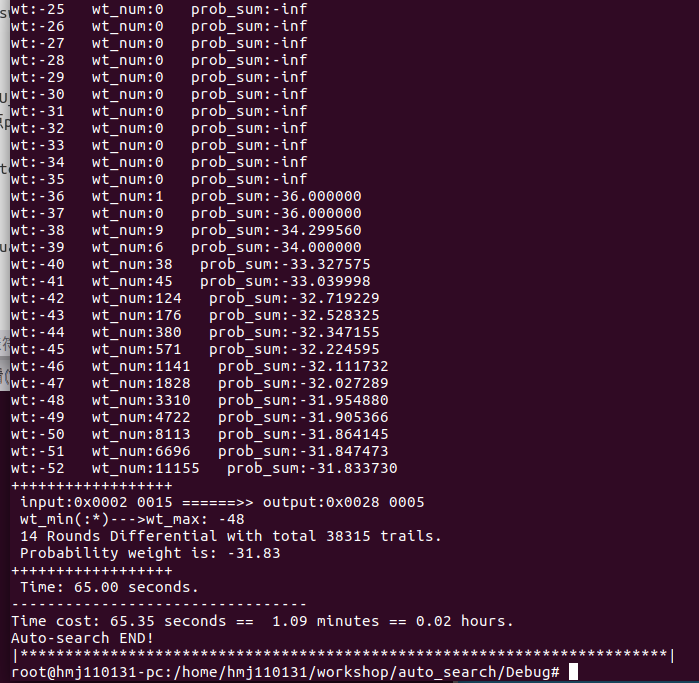 wt:-25   wt_num:0   prob_sum:-inf
wt:-26   wt_num:0   prob_sum:-inf
wt:-27   wt_num:0   prob_sum:-inf
wt:-28   wt_num:0   prob_sum:-inf
wt:-29   wt_num:0   prob_sum:-inf
wt:-30   wt_num:0   prob_sum:-inf
wt:-31   wt_num:0   prob_sum:-inf
wt:-32   wt_num:0   prob_sum:-inf
wt:-33   wt_num:0   prob_sum:-inf
wt:-34   wt_num:0   prob_sum:-inf
wt:-35   wt_num:0   prob_sum:-inf
wt:-36   wt_num:1   prob_sum:-36.000000
wt:-37   wt_num:0   prob_sum:-36.000000
wt:-38   wt_num:9   prob_sum:-34.299560
wt:-39   wt_num:6   prob_sum:-34.000000
wt:-40   wt_num:38   prob_sum:-33.327575
wt:-41   wt_num:45   prob_sum:-33.039998
wt:-42   wt_num:124   prob_sum:-32.719229
wt:-43   wt_num:176   prob_sum:-32.528325
wt:-44   wt_num:380   prob_sum:-32.347155
wt:-45   wt_num:571   prob_sum:-32.224595
wt:-46   wt_num:1141   prob_sum:-32.111732
wt:-47   wt_num:1828   prob_sum:-32.027289
wt:-48   wt_num:3310   prob_sum:-31.954880
wt:-49   wt_num:4722   prob_sum:-31.905366
wt:-50   wt_num:8113   prob_sum:-31.864145
wt:-51   wt_num:6696   prob_sum:-31.847473
wt:-52   wt_num:11155   prob_sum:-31.833730
++++++++++++++++++
input:0x0002 0015 ======>> output:0x0028 0005
wt_min(:*)--->wt_max: -48
14 Rounds Differential with total 38315 trails.
Probability weight is: -31.83
++++++++++++++++++
Time: 65.00 seconds.
---------------------------------
Time cost: 65.35 seconds ==  1.09 minutes == 0.02 hours.
Auto-search END!
|************************************************************************|
root@hmj110131-pc:/home/hmj110131/workshop/auto_search/Debug#